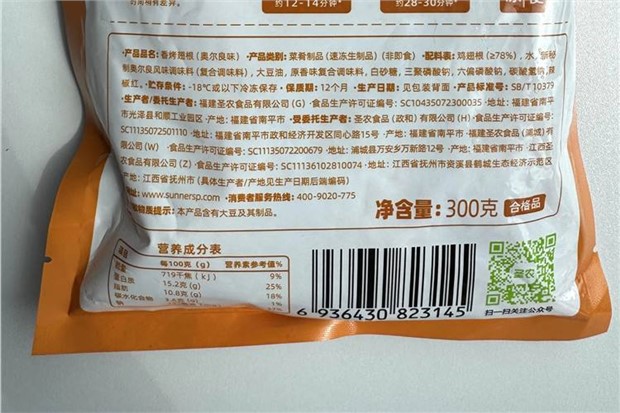 约12-14分钟
约28-30分钟
·产品名称：香烤翅根（奥尔良味）·产品类别：菜肴制品（速冻生制品）（非即食）·配料表：鸡翅根（≥78%），水，
制奥尔良风味调味料（复合调味料），大豆油，原香味复合调味料，白砂糖，三聚磷酸钠，六偏磷酸钠，碳酸氢钠，辣
椒红。·贮存条件：-18℃或以下冷冻保存。·保质期：12个月·生产日期：见包装背面·产品标准号：SB/T 10379
·生产者/委托生产者：福建圣农食品有限公司（G）·食品生产许可证编号：SC10435072300035·地址：福建省南平
市光泽县和顺工业园区·产地：福建省南平市·受委托生产者：圣农食品（政和）有限公司（H）·食品生产许可证编号：
SC11135072502110·地址：福建省南平市政和经济开发区同心路15号·产地：福建省南平市·福建圣农食品（浦城）有
限公司（W）·食品生产许可证编号：SC11135072200679·地址：浦城县万安乡万新路12号·产地：福建省南平市·江西圣
农食品有限公司（Z）·食品生产许可证编号：SC11136102810074·地址：江西省抚州市资溪县鹤城生态经济示范区
产地：江西省抚州市（具体生产者/产地见生产日期后端编码）
网址：www.sunnersp.com·消费者服务热线：400-9020-775
提示：本产品含有大豆及其制品。
净含量：300克 合格品
营养成分表
每100克（g） 营养素参考值%
719千焦（kJ） 9%
蛋白质 15.2克（g） 25%
脂肪 10.8克（g） 18%
碳水化合物 1%
6 936430 823145
圣农
扫一扫关注公众号